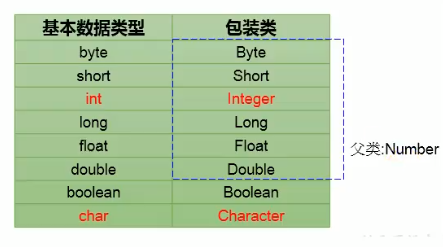 基本数据类型 包装类
byte Byte
short Short
int Integer
long Long
float Float
double Double
boolean Boolean
char Character
父类:Number